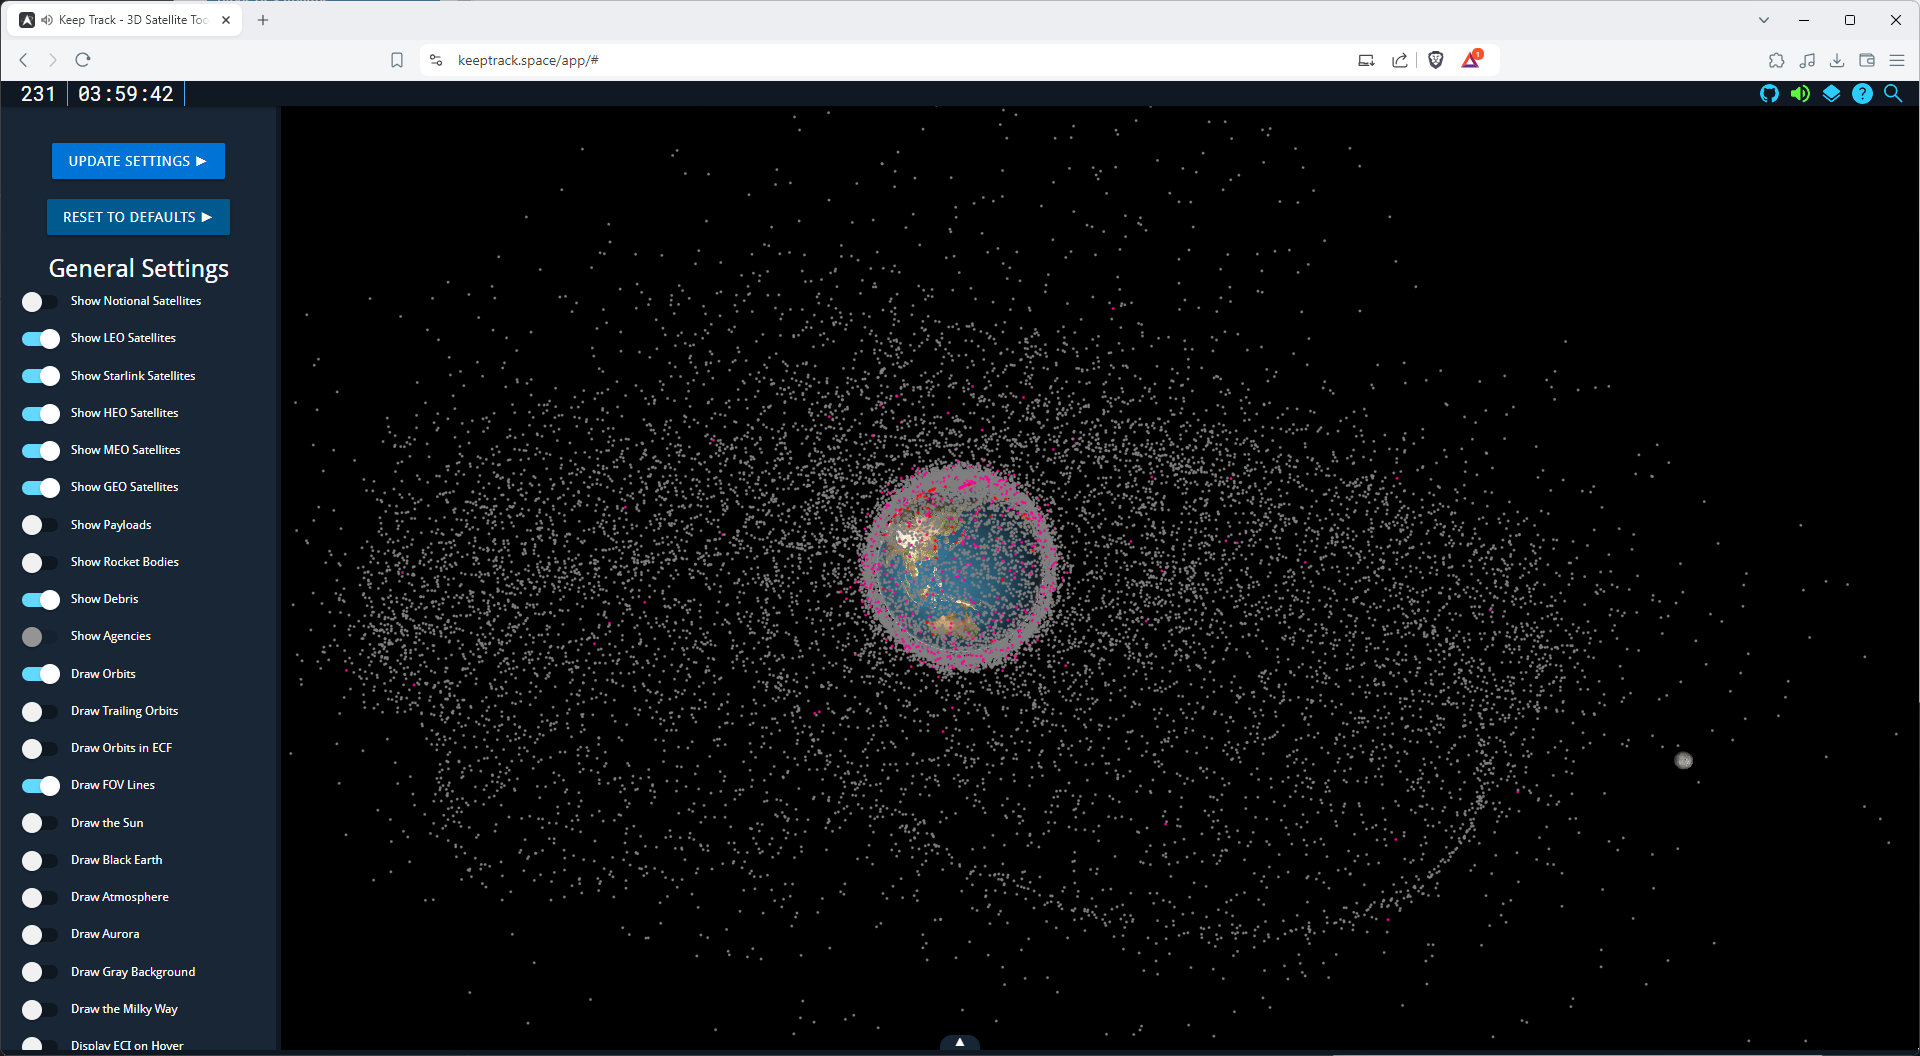 Keep Track - 3D Satellite Too
keeptrack.space/app/#
1
231
03:59:42
?
UPDATE SETTINGS ▶
RESET TO DEFAULTS ▶
General Settings
Show Notional Satellites
Show LEO Satellites
Show Starlink Satellites
Show HEO Satellites
Show MEO Satellites
Show GEO Satellites
Show Payloads
Show Rocket Bodies
Show Debris
Show Agencies
Draw Orbits
Draw Trailing Orbits
Draw Orbits in ECF
Draw FOV Lines
Draw the Sun
Draw Black Earth
Draw Atmosphere
Draw Aurora
Draw Gray Background
Draw the Milky Way
Display ECI on Hover